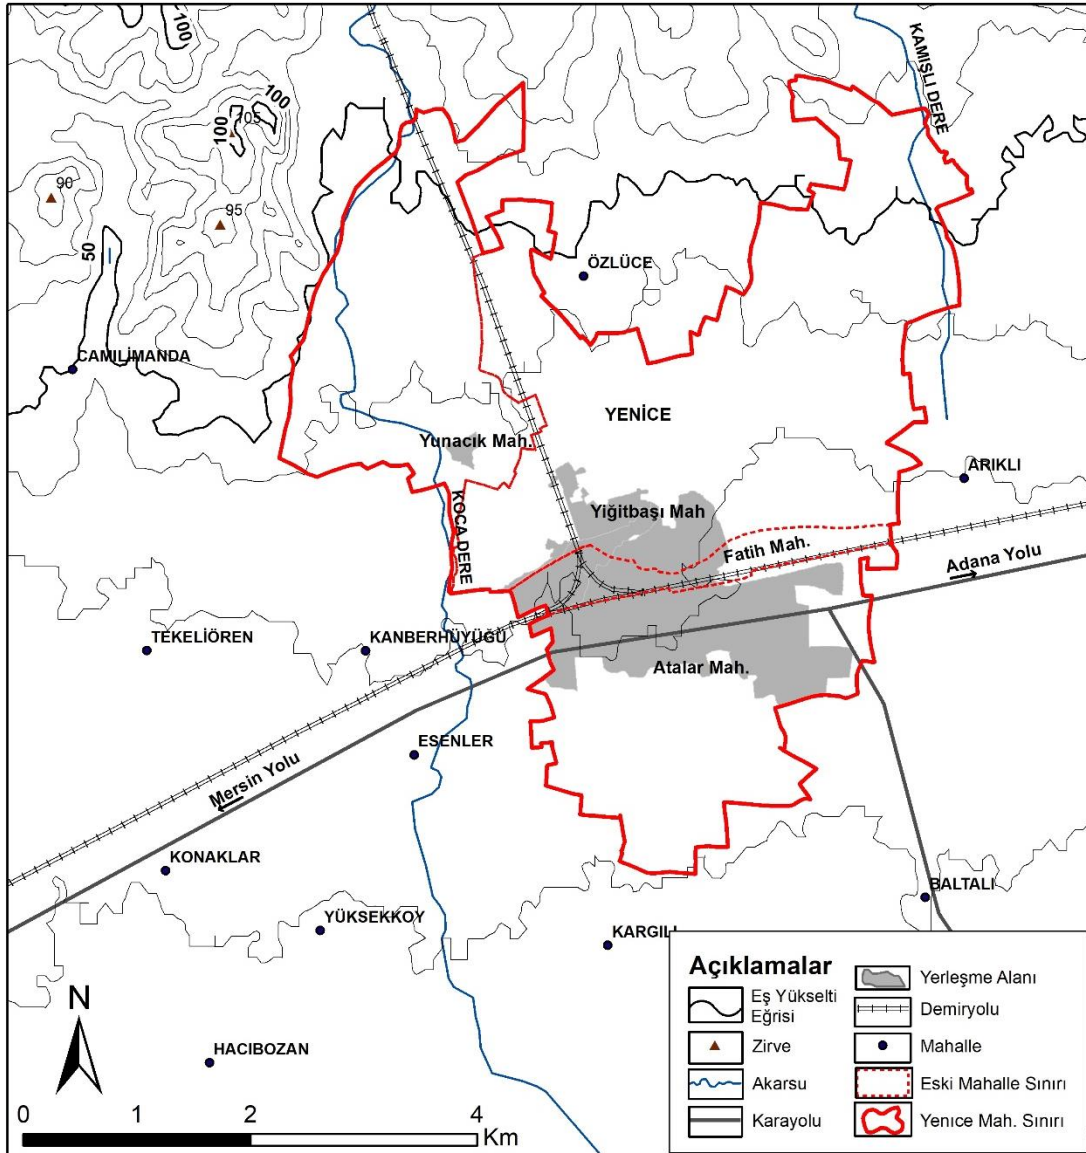 100
100
100
105
90
95
50
KAMIŞLI DERE
ÖZLÜCE
CAMILIMANDA
YENİCE
Yunacık Mah.
ARIKLI
Yiğitbaşı Mah
KOCA DERE
Fatih Mah.
Adana Yolu
TEKELİÖREN
KANBERHÜYÜĞÜ
Atalar Mah.
ESENLER
Mersin Yolu
KONAKLAR
BALTALI
YÜKSEKKOY
KARGILI
HACIBOZAN
N
0 1 2 4
Km
Açıklamalar
Eş Yükselti
Eğrisi
Zirve
Akarsu
Karayolu
Yerleşme Alanı
Demiryolu
Mahalle
Eski Mahalle Sınırı
Yenıce Mah. Sınırı